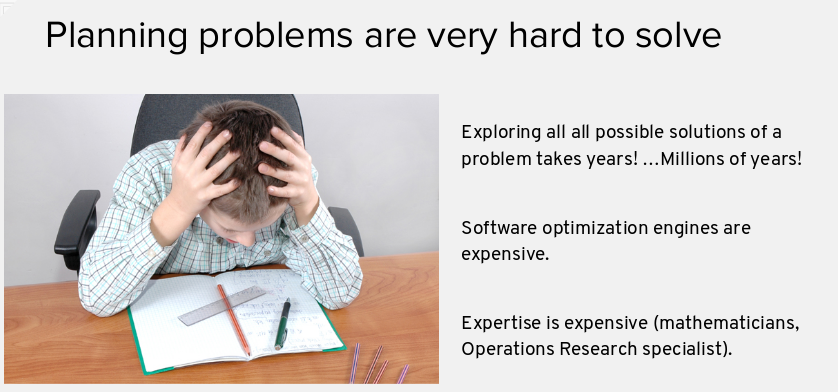 Planning problems are very hard to solve
Exploring all all possible solutions of a
problem takes years! ...Millions of years!
Software optimization engines are
expensive.
Expertise is expensive (mathematicians,
Operations Research specialist).